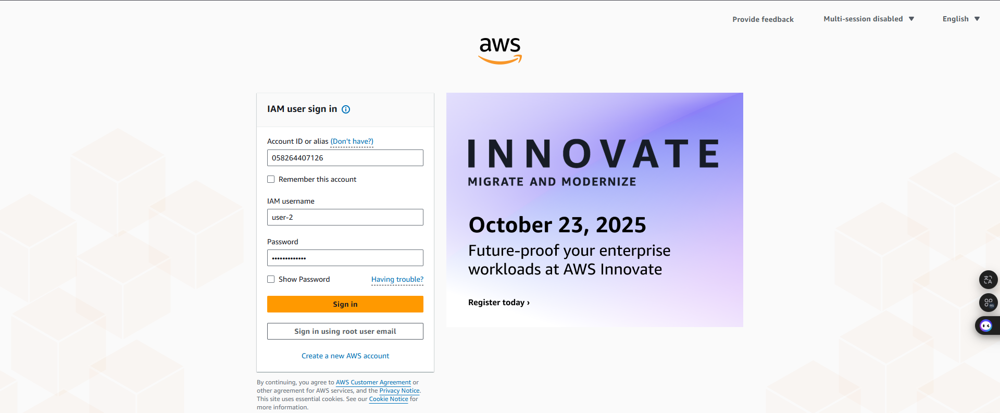 Provide feedback
Multi-session disabled
English
aws
IAM user sign in
Account ID or alias (Don't have?)
058264407126
Remember this account
IAM username
user-2
Password
•••••••••••••
Show Password
Having trouble?
Sign in
Sign in using root user email
Create a new AWS account
By continuing, you agree to AWS Customer Agreement or
other agreement for AWS services, and the Privacy Notice.
This site uses essential cookies. See our Cookie Notice for
more information.
INNOVATE
MIGRATE AND MODERNIZE
October 23, 2025
Future-proof your enterprise
workloads at AWS Innovate
Register today ›